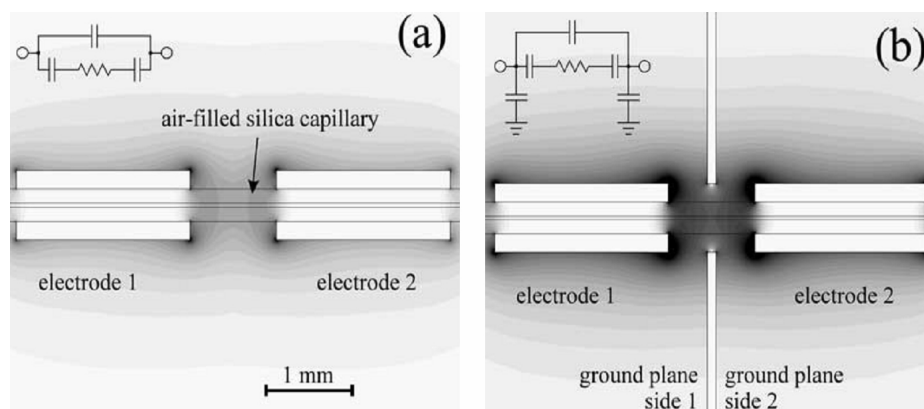 (a)
air-filled silica capillary
electrode 1
electrode 2
1 mm
(b)
electrode 1
electrode 2
ground plane
side 1
ground plane
side 2